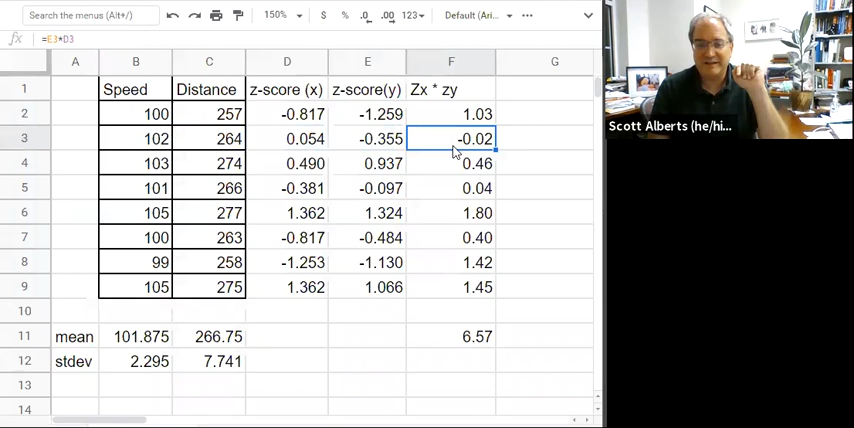 Search the menus (Alt+/) 150% $ % .0 .00 123 Default (Ari... ...
fx =E3*D3
A B C D E F G
1 Speed Distance z-score (x) z-score(y) Zx * zy
2 100 257 -0.817 -1.259 1.03
3 102 264 0.054 -0.355 -0.02
4 103 274 0.490 0.937 0.46
5 101 266 -0.381 -0.097 0.04
6 105 277 1.362 1.324 1.80
7 100 263 -0.817 -0.484 0.40
8 99 258 -1.253 -1.130 1.42
9 105 275 1.362 1.066 1.45
10
11 mean 101.875 266.75 6.57
12 stdev 2.295 7.741
13
14
Scott Alberts (he/hi...